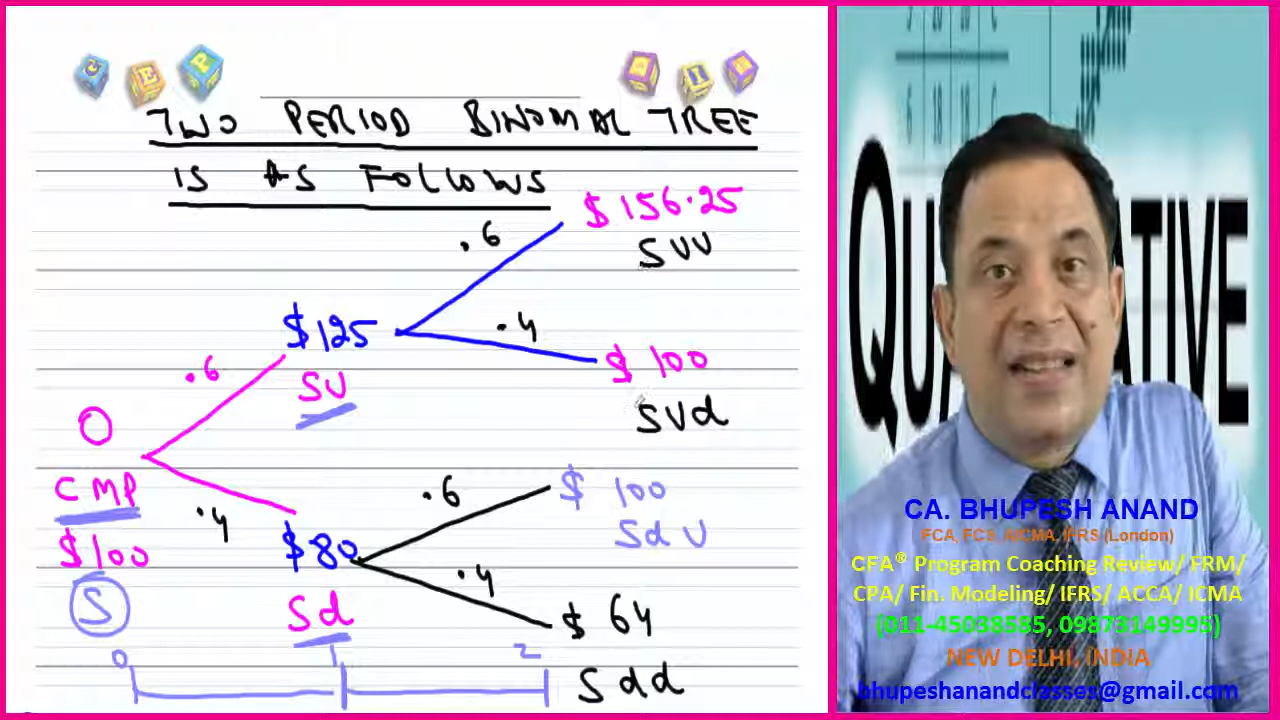 C E P
A I
TWO PERIOD BINOMAL TREE
IS AS FOLLOWS
$156.25
.6
SUU
$125
.4
$100
.6
SU
SUd
0
CMP
.6
$100
.4
SdU
$100
$80
.4
S
Sd
$64
0
1
2
Sdd
QUANTITATIVE
CA. BHUPESH ANAND
FCA, FCS, AICMA, IFRS (London)
CFA® Program Coaching Review/ FRM/
CPA/ Fin. Modeling/ IFRS/ ACCA/ ICMA
(011-45038585, 09873149995)
NEW DELHI, INDIA
bhupeshanandclasses@gmail.com